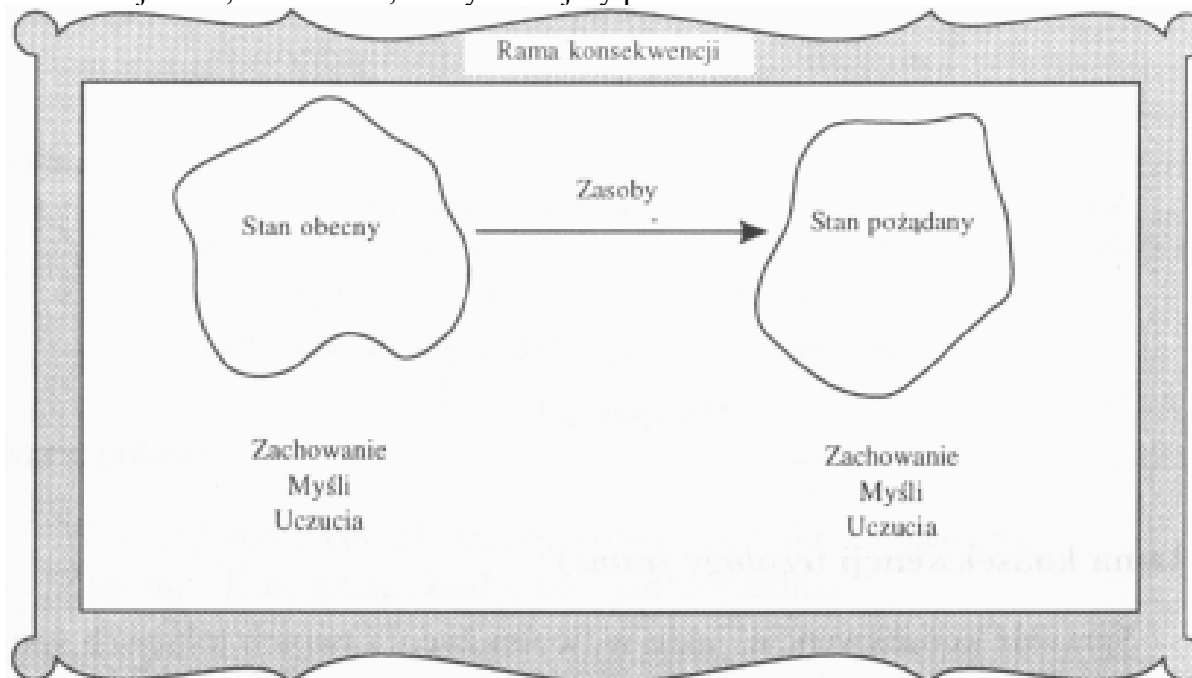 Rama konsekwencji
Zasoby
Stan obecny
Stan pożądany
Zachowanie
Myśli
Uczucia
Zachowanie
Myśli
Uczucia